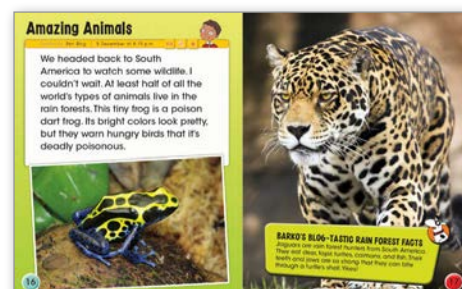 Amazing Animals
We headed back to South
America to watch some wildlife. I
couldn't wait. At least half of all the
world's types of animals live in the
rain forests. This tiny frog is a poison
dart frog. Its bright colors look pretty,
but they warn hungry birds that it's
deadly poisonous.
16
BARKO'S BLOG-TASTIC RAIN FOREST FACTS
Jaguars are rain forest hunters from South America.
They eat deer, tapir, turtles, caimans, and fish. Their
teeth and jaws are so strong that they can bite
through a turtle's shell. Yikes!
17